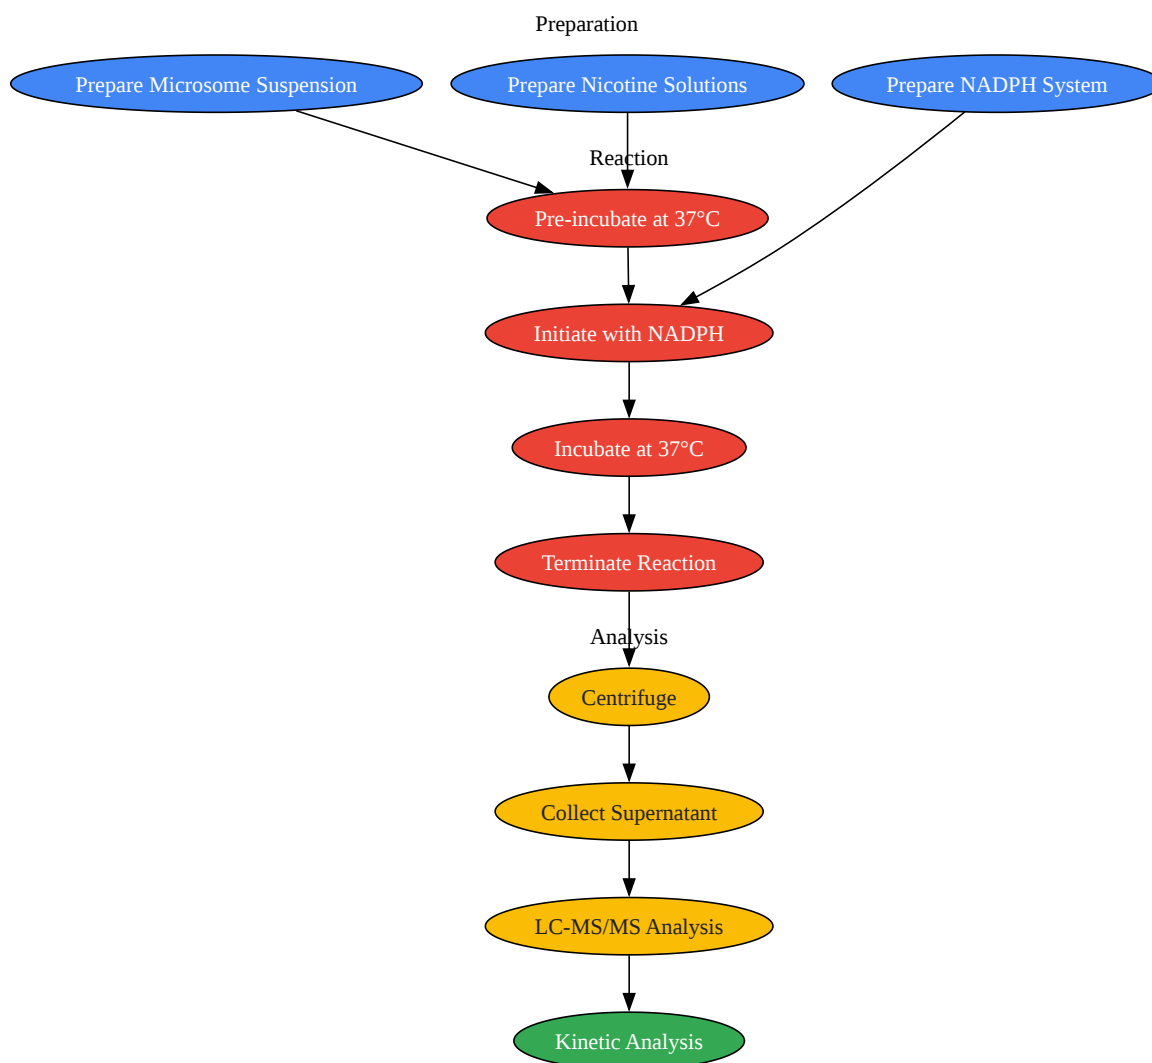 Preparation
Prepare Microsome Suspension
Prepare Nicotine Solutions
Prepare NADPH System
Reaction
Pre-incubate at 37°C
Initiate with NADPH
Incubate at 37°C
Terminate Reaction
Analysis
Centrifuge
Collect Supernatant
LC-MS/MS Analysis
Kinetic Analysis